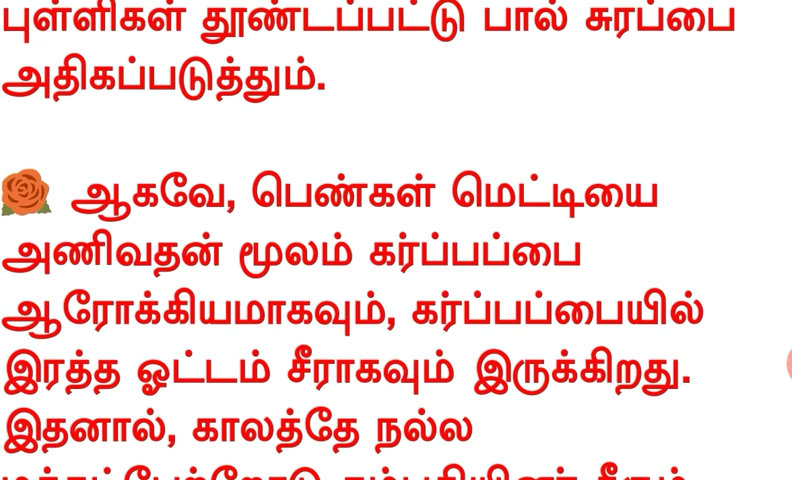 புள்ளிகள் தூண்டப்பட்டு பால் சுரப்பை
அதிகப்படுத்தும்.
ஆகவே, பெண்கள் மெட்டியை
அணிவதன் மூலம் கர்ப்பப்பை
ஆரோக்கியமாகவும், கர்ப்பப்பையில்
இரத்த ஓட்டம் சீராகவும் இருக்கிறது.
இதனால், காலத்தே நல்ல